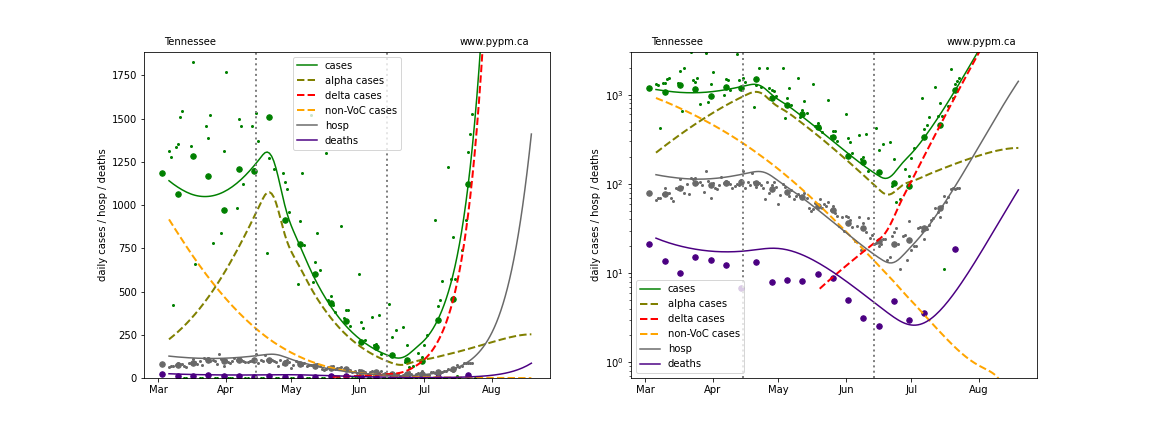 Tennessee
www.pypm.ca
cases
alpha cases
delta cases
non-VoC cases
hosp
deaths
daily cases / hosp / deaths
1750
1500
1250
1000
750
500
250
0
Mar
Apr
May
Jun
Jul
Aug
Tennessee
www.pypm.ca
daily cases / hosp / deaths
10³
10²
10¹
10⁰
cases
alpha cases
delta cases
non-VoC cases
hosp
deaths
Mar
Apr
May
Jun
Jul
Aug